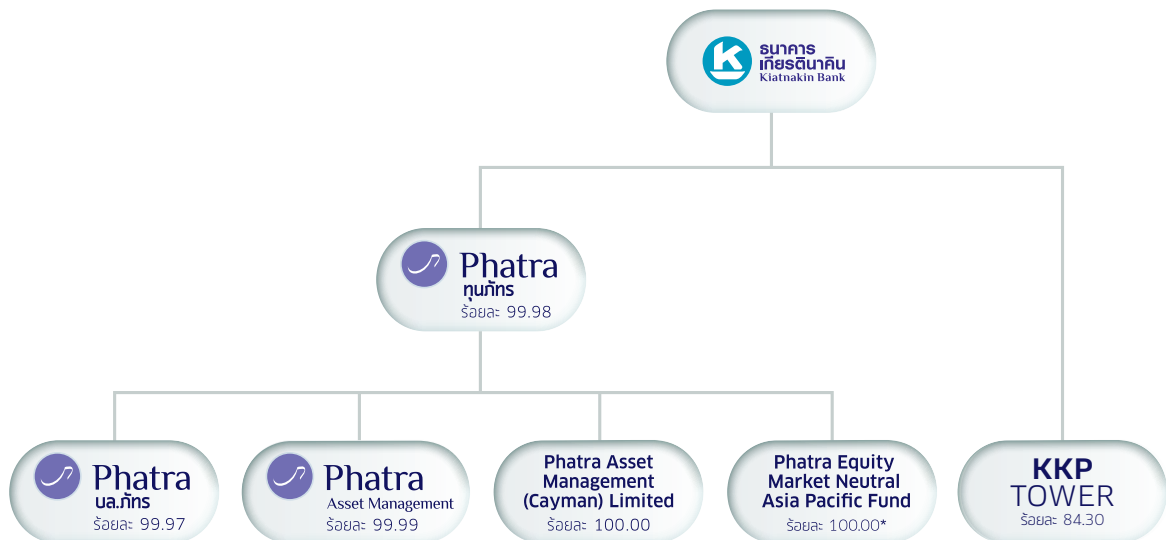 ธนาคาร
เกียรตินาคิน
Kiatnakin Bank
Phatra
ทุนภัทร
ร้อยละ 99.98
Phatra
บล.ภัทร
ร้อยละ 99.97
Phatra
Asset Management
ร้อยละ 99.99
Phatra Asset
Management
(Cayman) Limited
ร้อยละ 100.00
Phatra Equity
Market Neutral
Asia Pacific Fund
ร้อยละ 100.00*
KKP
TOWER
ร้อยละ 84.30